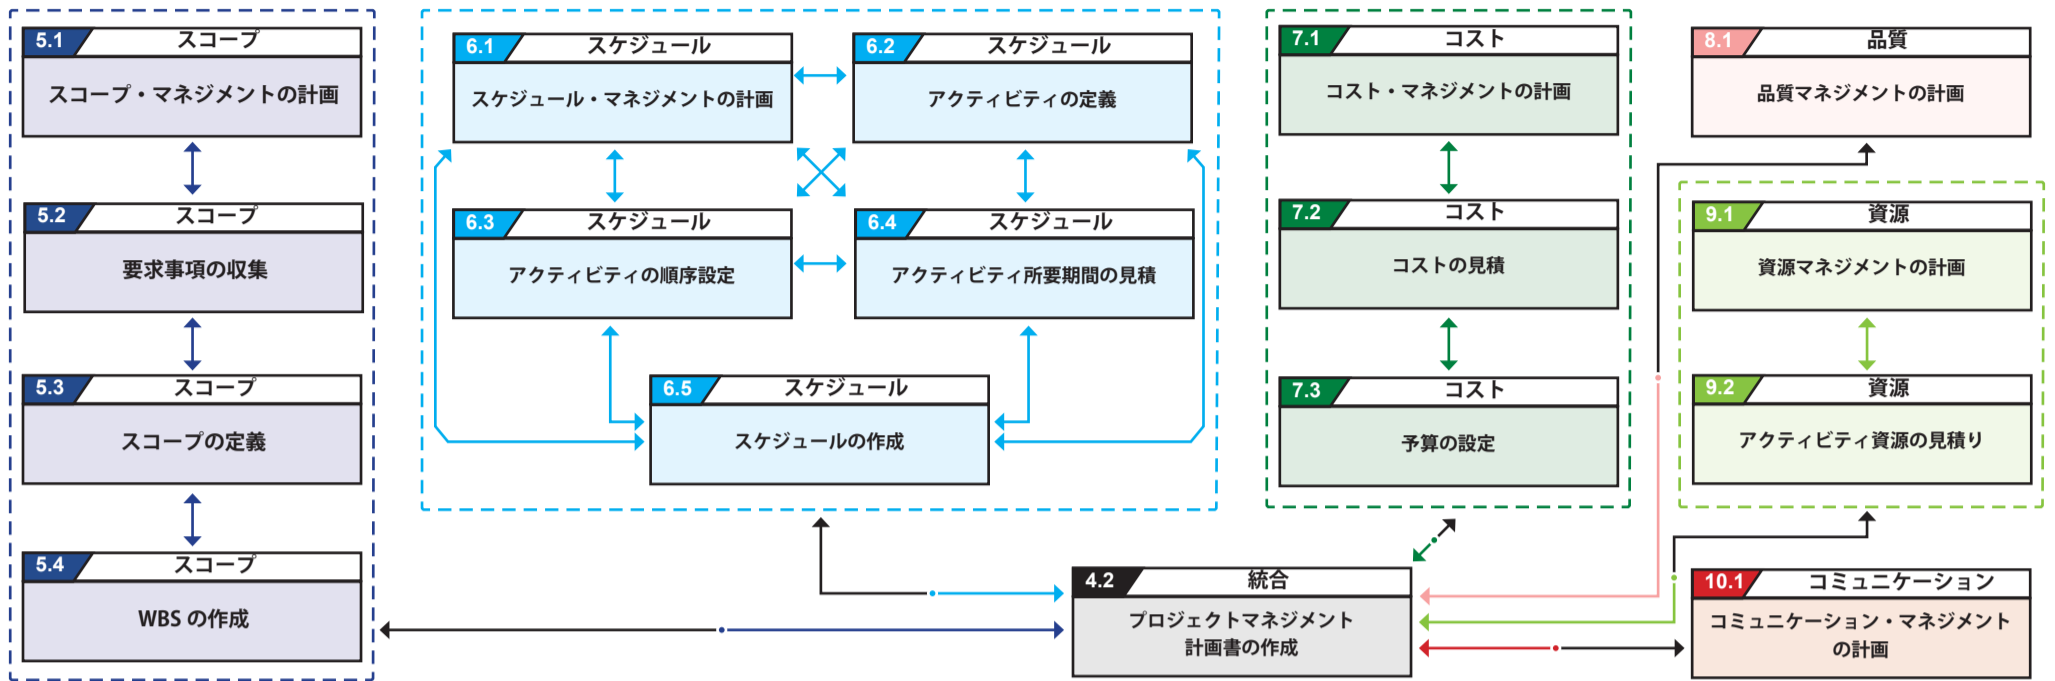 5.1 スコープ
スコープ・マネジメントの計画
5.2 スコープ
要求事項の収集
5.3 スコープ
スコープの定義
5.4 スコープ
WBS の作成
6.1 スケジュール
スケジュール・マネジメントの計画
6.2 スケジュール
アクティビティの定義
6.3 スケジュール
アクティビティの順序設定
6.4 スケジュール
アクティビティ所要期間の見積
6.5 スケジュール
スケジュールの作成
7.1 コスト
コスト・マネジメントの計画
7.2 コスト
コストの見積
7.3 コスト
予算の設定
4.2 統合
プロジェクトマネジメント
計画書の作成
8.1 品質
品質マネジメントの計画
9.1 資源
資源マネジメントの計画
9.2 資源
アクティビティ資源の見積り
10.1 コミュニケーション
コミュニケーション・マネジメント
の計画